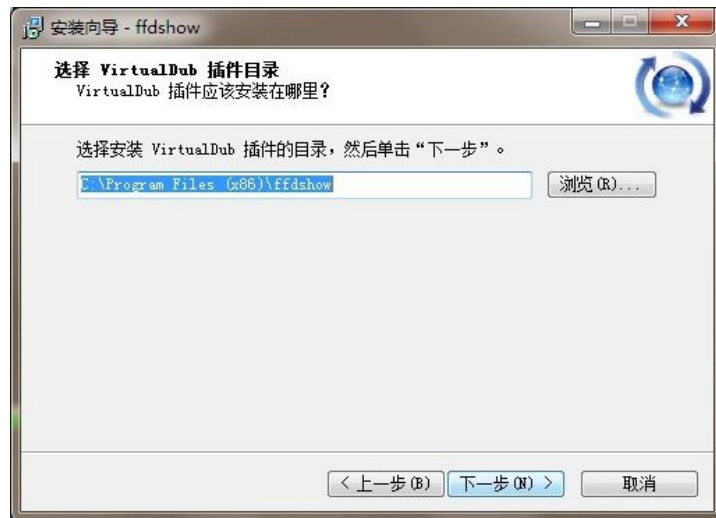 安装向导 - ffdshow
选择 VirtualDub 插件目录
VirtualDub 插件应该安装在哪里?
选择安装 VirtualDub 插件的目录，然后单击“下一步”。
C:\Program Files (x86)\ffdshow
浏览(R)...
< 上一步(B)
下一步(N) >
取消